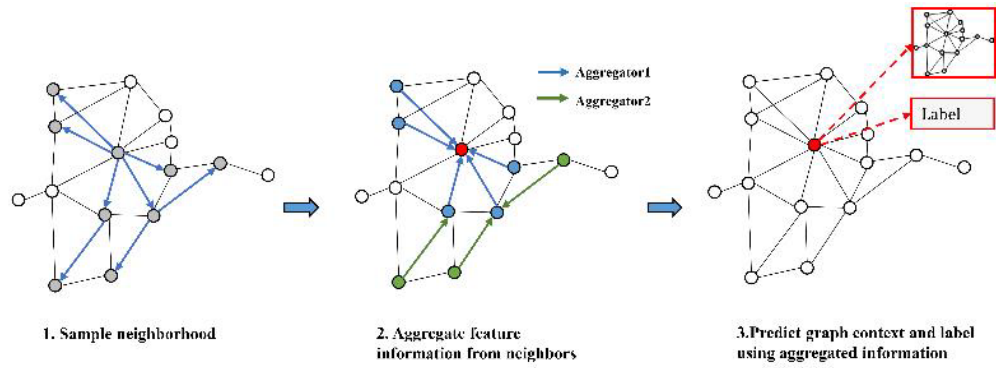 Aggregator1
Aggregator2
Label
1. Sample neighborhood
2. Aggregate feature
information from neighbors
3.Predict graph context and label
using aggregated information